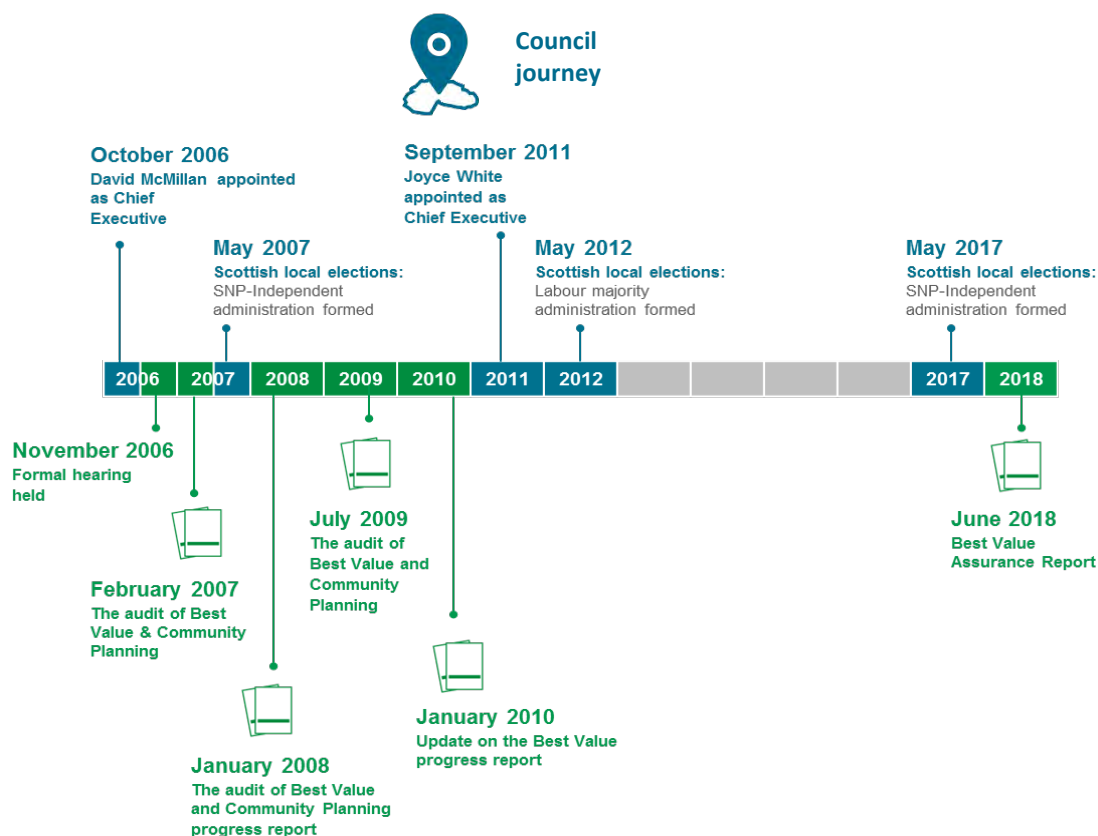 Council
journey
October 2006
David McMillan appointed
as Chief
Executive
September 2011
Joyce White
appointed as
Chief Executive
May 2007
Scottish local elections:
SNP-Independent
administration formed
May 2012
Scottish local elections:
Labour majority
administration formed
May 2017
Scottish local elections:
SNP-Independent
administration formed
2006 2007 2008 2009 2010 2011 2012 2017 2018
November 2006
Formal hearing
held
February 2007
The audit of Best
Value & Community
Planning
January 2008
The audit of Best Value
and Community Planning
progress report
July 2009
The audit of
Best Value and
Community
Planning
January 2010
Update on the Best Value
progress report
June 2018
Best Value
Assurance Report